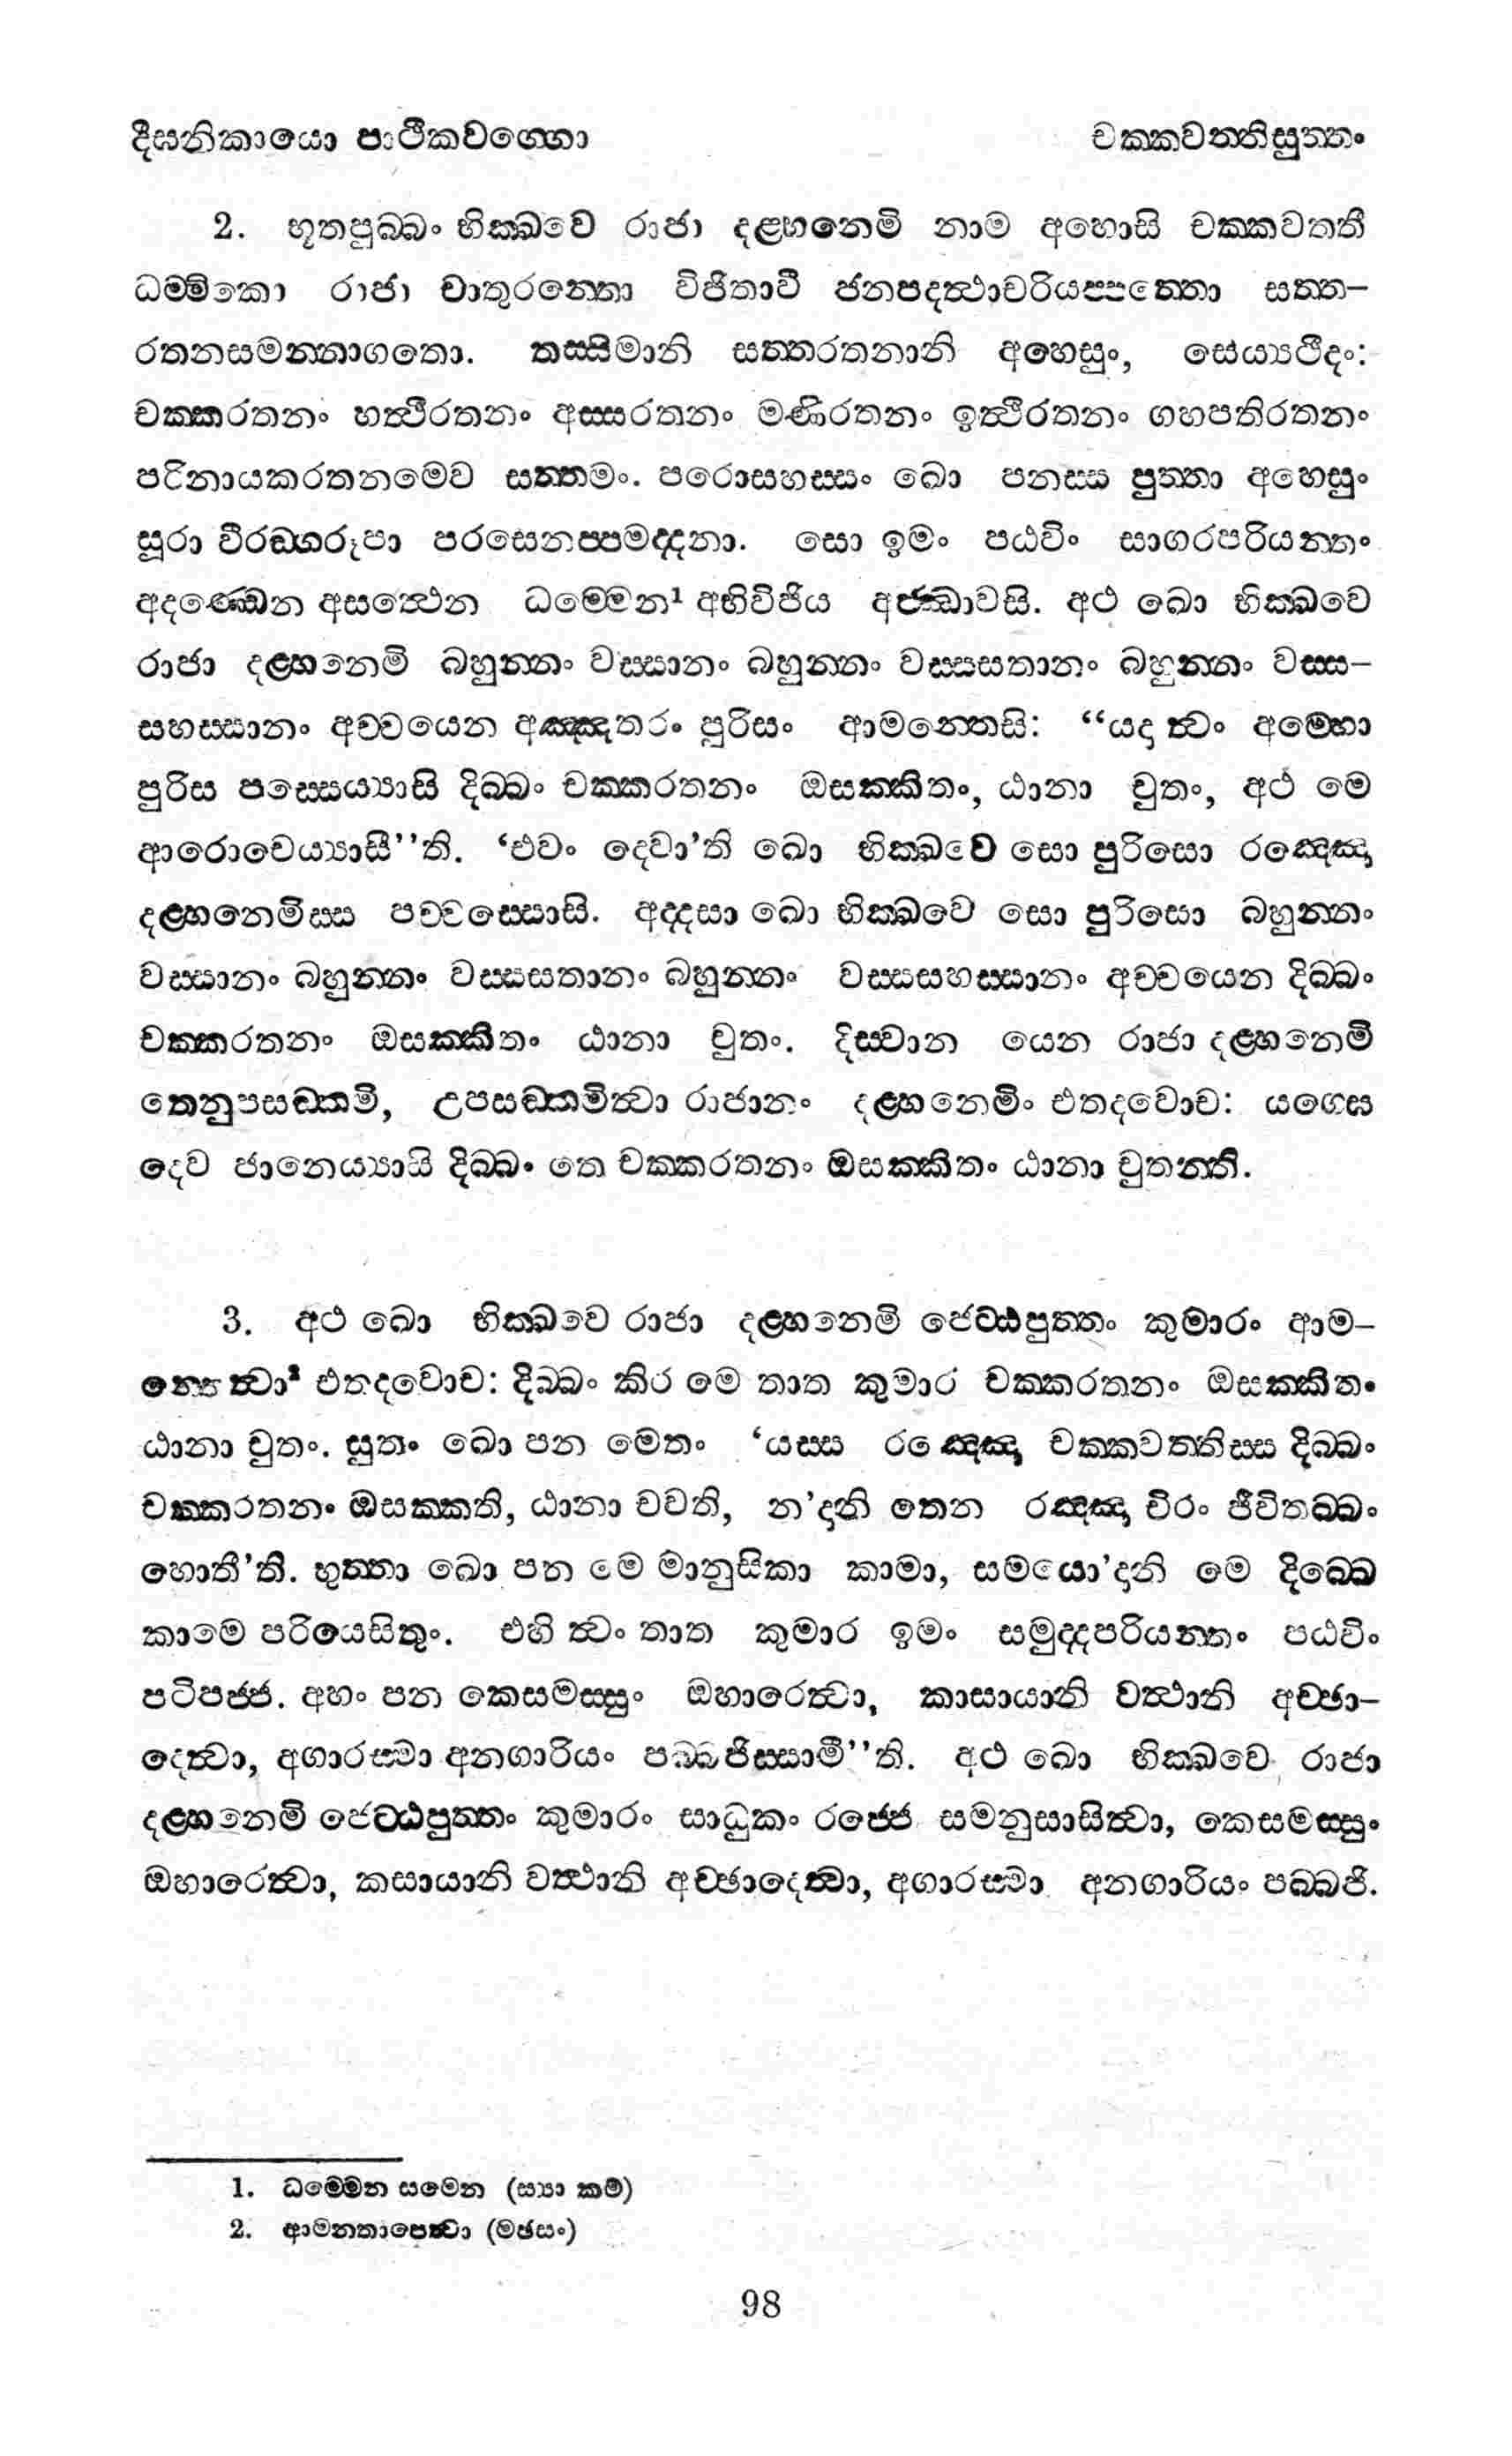 දීඝනිකායො පාථිකවග්ගො චක්කවත්තිසුත්තං
2. භූතපුබ්බං භික්ඛවෙ රාජා දළ්හනෙමි නාම අහොසි චක්කවතතී
ධම්මිකො රාජා චාතුරන්තො විජිතාවී ජනපදත්ථාචරියප්පත්තො සත්ත–
රතනසමන්නාගතො. තස්සිමානි සත්තරතනානි අහෙසුං, සෙය්‍යථීදං:
චක්කරතනං හත්ථිරතනං අස්සරතනං මණිරතනං ඉත්ථිරතනං ගහපතිරතනං
පරිනායකරතනමෙව සත්තමං. පරොසහස්සං ඛො පනස්ස පුත්තා අහෙසුං
සූරා වීරඞ්ගරූපා පරසෙනප්පමද්දනා. සො ඉමං පඨවිං සාගරපරියන්තං
අදණ්ඩෙන අසත්ථෙන ධම්මෙන¹ අභිවිජිය අජ්ඣාවසි. අථ ඛො භික්ඛවෙ
රාජා දළ්හනෙමි බහුන්නං වස්සානං බහුන්නං වස්සසතානං බහුන්නං වස්ස–
සහස්සානං අච්චයෙන අඤ්ඤතරං පුරිසං ආමන්තෙසි: “යදා ත්වං අම්භො
පුරිස පස්සෙය්‍යාසි දිබ්බං චක්කරතනං ඔසක්කිතං, ඨානා චුතං, අථ මෙ
ආරොචෙය්‍යාසී’’ති. ‘එවං දෙවා’ති ඛො භික්ඛවෙ සො පුරිසො රඤ්ඤො
දළ්හනෙමිස්ස පච්චස්සොසි. අද්දසා ඛො භික්ඛවෙ සො පුරිසො බහුන්නං
වස්සානං බහුන්නං වස්සසතානං බහුන්නං වස්සසහස්සානං අච්චයෙන දිබ්බං
චක්කරතනං ඔසක්කිතං ඨානා චුතං. දිස්වාන යෙන රාජා දළ්හනෙමි
තෙනුපසඞ්කමි, උපසඞ්කමිත්වා රාජානං දළ්හනෙමිං එතදවොච: යග්ඝෙ
දෙව ජානෙය්‍යාසි දිබ්බං තෙ චක්කරතනං ඔසක්කිතං ඨානා චුතන්ති.
3. අථ ඛො භික්ඛවෙ රාජා දළ්හනෙමි ජෙට්ඨපුත්තං කුමාරං ආම–
න්තෙත්වා² එතදවොච: දිබ්බං කිර මෙ තාත කුමාර චක්කරතනං ඔසක්කිතං
ඨානා චුතං. සුතං ඛො පන මෙතං ‘යස්ස රඤ්ඤො චක්කවත්තිස්ස දිබ්බං
චක්කරතනං ඔසක්කති, ඨානා චවති, න’දානි තෙන රඤ්ඤා චිරං ජීවිතබ්බං
හොතී’ති. භුත්තා ඛො පන මෙ මානුසිකා කාමා, සමයො’දානි මෙ දිබ්බෙ
කාමෙ පරියෙසිතුං. එහි ත්වං තාත කුමාර ඉමං සමුද්දපරියන්තං පඨවිං
පටිපජ්ජ. අහං පන කෙසමස්සුං ඔහාරෙත්වා, කාසායානි වත්ථානි අච්ඡා–
දෙත්වා, අගාරස්මා අනගාරියං පබ්බජිස්සාමී’’ති. අථ ඛො භික්ඛවෙ රාජා
දළ්හනෙමි ජෙට්ඨපුත්තං කුමාරං සාධුකං රජ්ජෙ සමනුසාසිත්වා, කෙසමස්සුං
ඔහාරෙත්වා, කසායානි වත්ථානි අච්ඡාදෙත්වා, අගාරස්මා අනගාරියං පබ්බජි.
1. ධම්මෙන සමෙන (ස්‍යා කම්)
2. ආමනතාපෙත්වා (මඡසං)
98